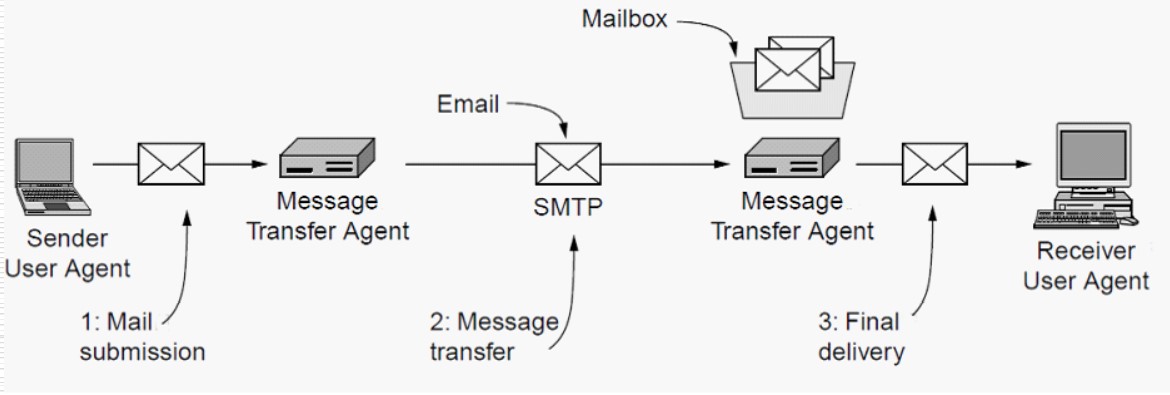 Mailbox
Email
Message
Transfer Agent
SMTP
Message
Transfer Agent
Sender
User Agent
Receiver
User Agent
1: Mail
submission
2: Message
transfer
3: Final
delivery